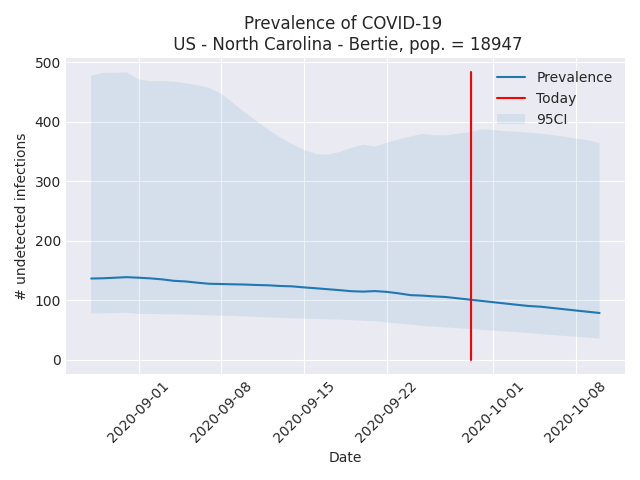 Prevalence of COVID-19
US - North Carolina - Bertie, pop. = 18947
500
400
300
200
100
0
# undetected infections
Prevalence
Today
95CI
2020-09-01
2020-09-08
2020-09-15
2020-09-22
2020-10-01
2020-10-08
Date